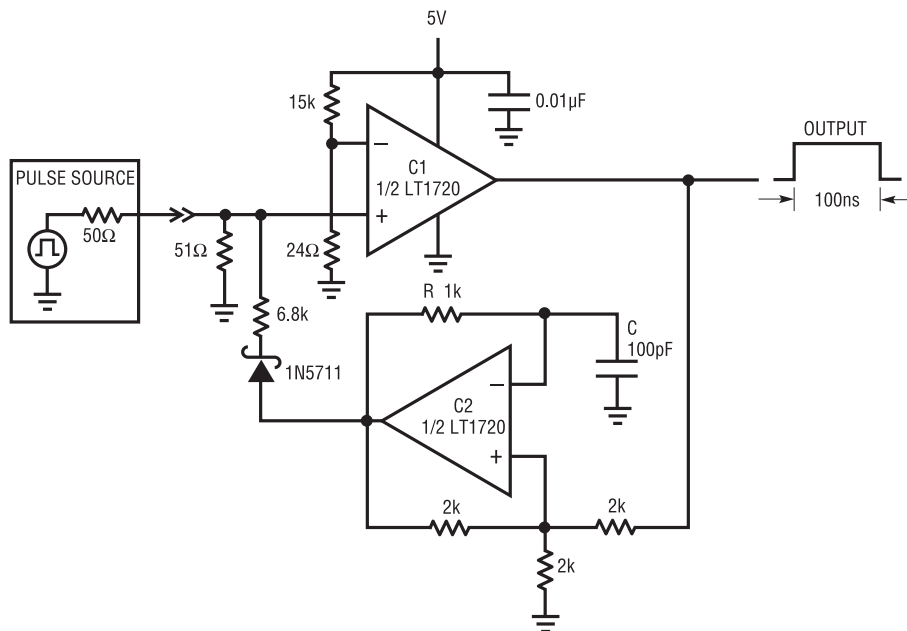 5V
15k
0.01µF
OUTPUT
−
C1
1/2 LT1720
PULSE SOURCE
100ns
+
50Ω
51Ω
24Ω
R 1k
6.8k
C
100pF
1N5711
−
C2
1/2 LT1720
+
2k
2k
2k